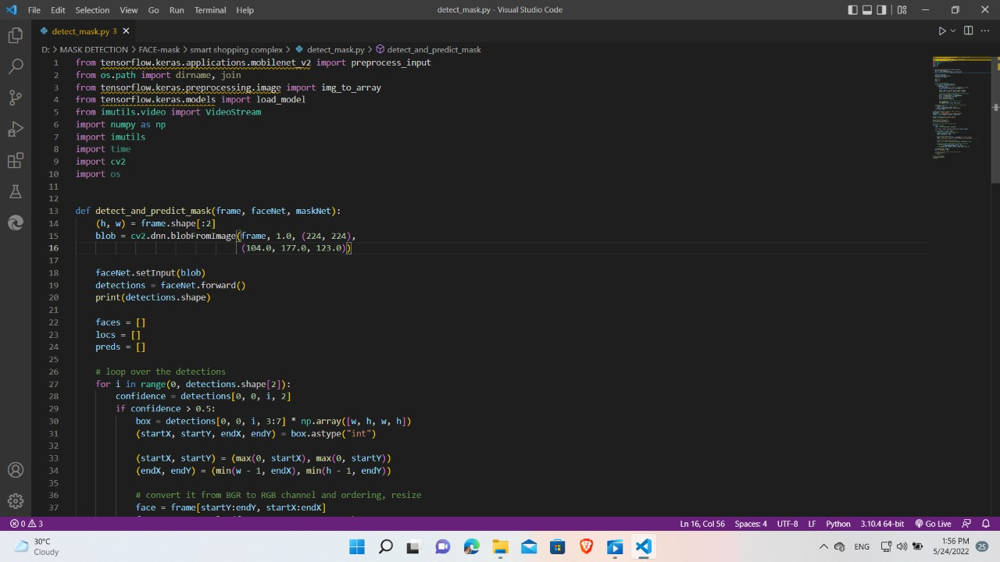 File Edit Selection View Go Run Terminal Help
detect_mask.py - Visual Studio Code
detect_mask.py 3
D: > MASK DETECTION > FACE-mask > smart shopping complex > detect_mask.py > detect_and_predict_mask
1 from tensorflow.keras.applications.mobilenet_v2 import preprocess_input
2 from os.path import dirname, join
3 from tensorflow.keras.preprocessing.image import img_to_array
4 from tensorflow.keras.models import load_model
5 from imutils.video import VideoStream
6 import numpy as np
7 import imutils
8 import time
9 import cv2
10 import os
11
12
13 def detect_and_predict_mask(frame, faceNet, maskNet):
14     (h, w) = frame.shape[:2]
15     blob = cv2.dnn.blobFromImage(frame, 1.0, (224, 224),
16                                  (104.0, 177.0, 123.0))
17
18     faceNet.setInput(blob)
19     detections = faceNet.forward()
20     print(detections.shape)
21
22     faces = []
23     locs = []
24     preds = []
25
26     # loop over the detections
27     for i in range(0, detections.shape[2]):
28         confidence = detections[0, 0, i, 2]
29         if confidence > 0.5:
30             box = detections[0, 0, i, 3:7] * np.array([w, h, w, h])
31             (startX, startY, endX, endY) = box.astype("int")
32
33             (startX, startY) = (max(0, startX), max(0, startY))
34             (endX, endY) = (min(w - 1, endX), min(h - 1, endY))
35
36             # convert it from BGR to RGB channel and ordering, resize
37             face = frame[startY:endY, startX:endX]
0 3
Ln 16, Col 56 Spaces: 4 UTF-8 LF Python 3.10.4 64-bit Go Live
30°C
Cloudy
ENG
1:56 PM
5/24/2022
25